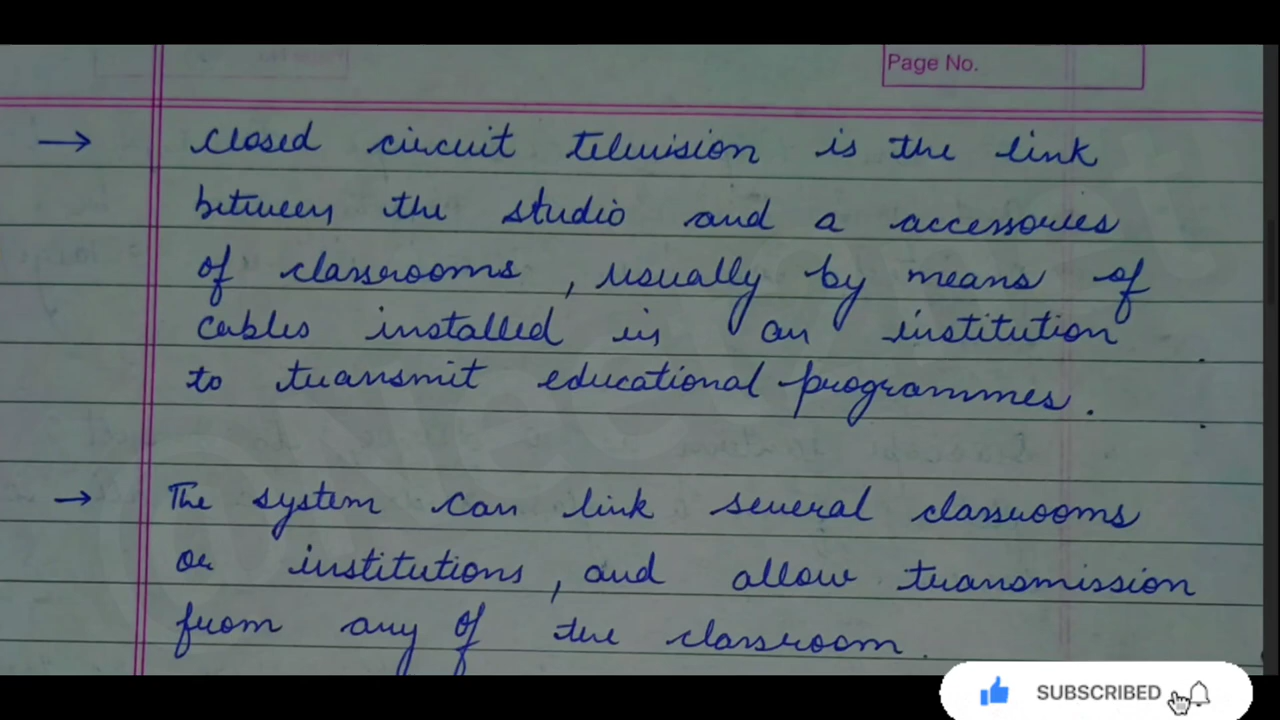 Page No.
→ Closed circuit television is the link
between the studio and a accessories
of classrooms, usually by means of
cables installed in an institution
to transmit educational programmes.
→ The system can link several classrooms
or institutions, and allow transmission
from any of the classroom.
SUBSCRIBED